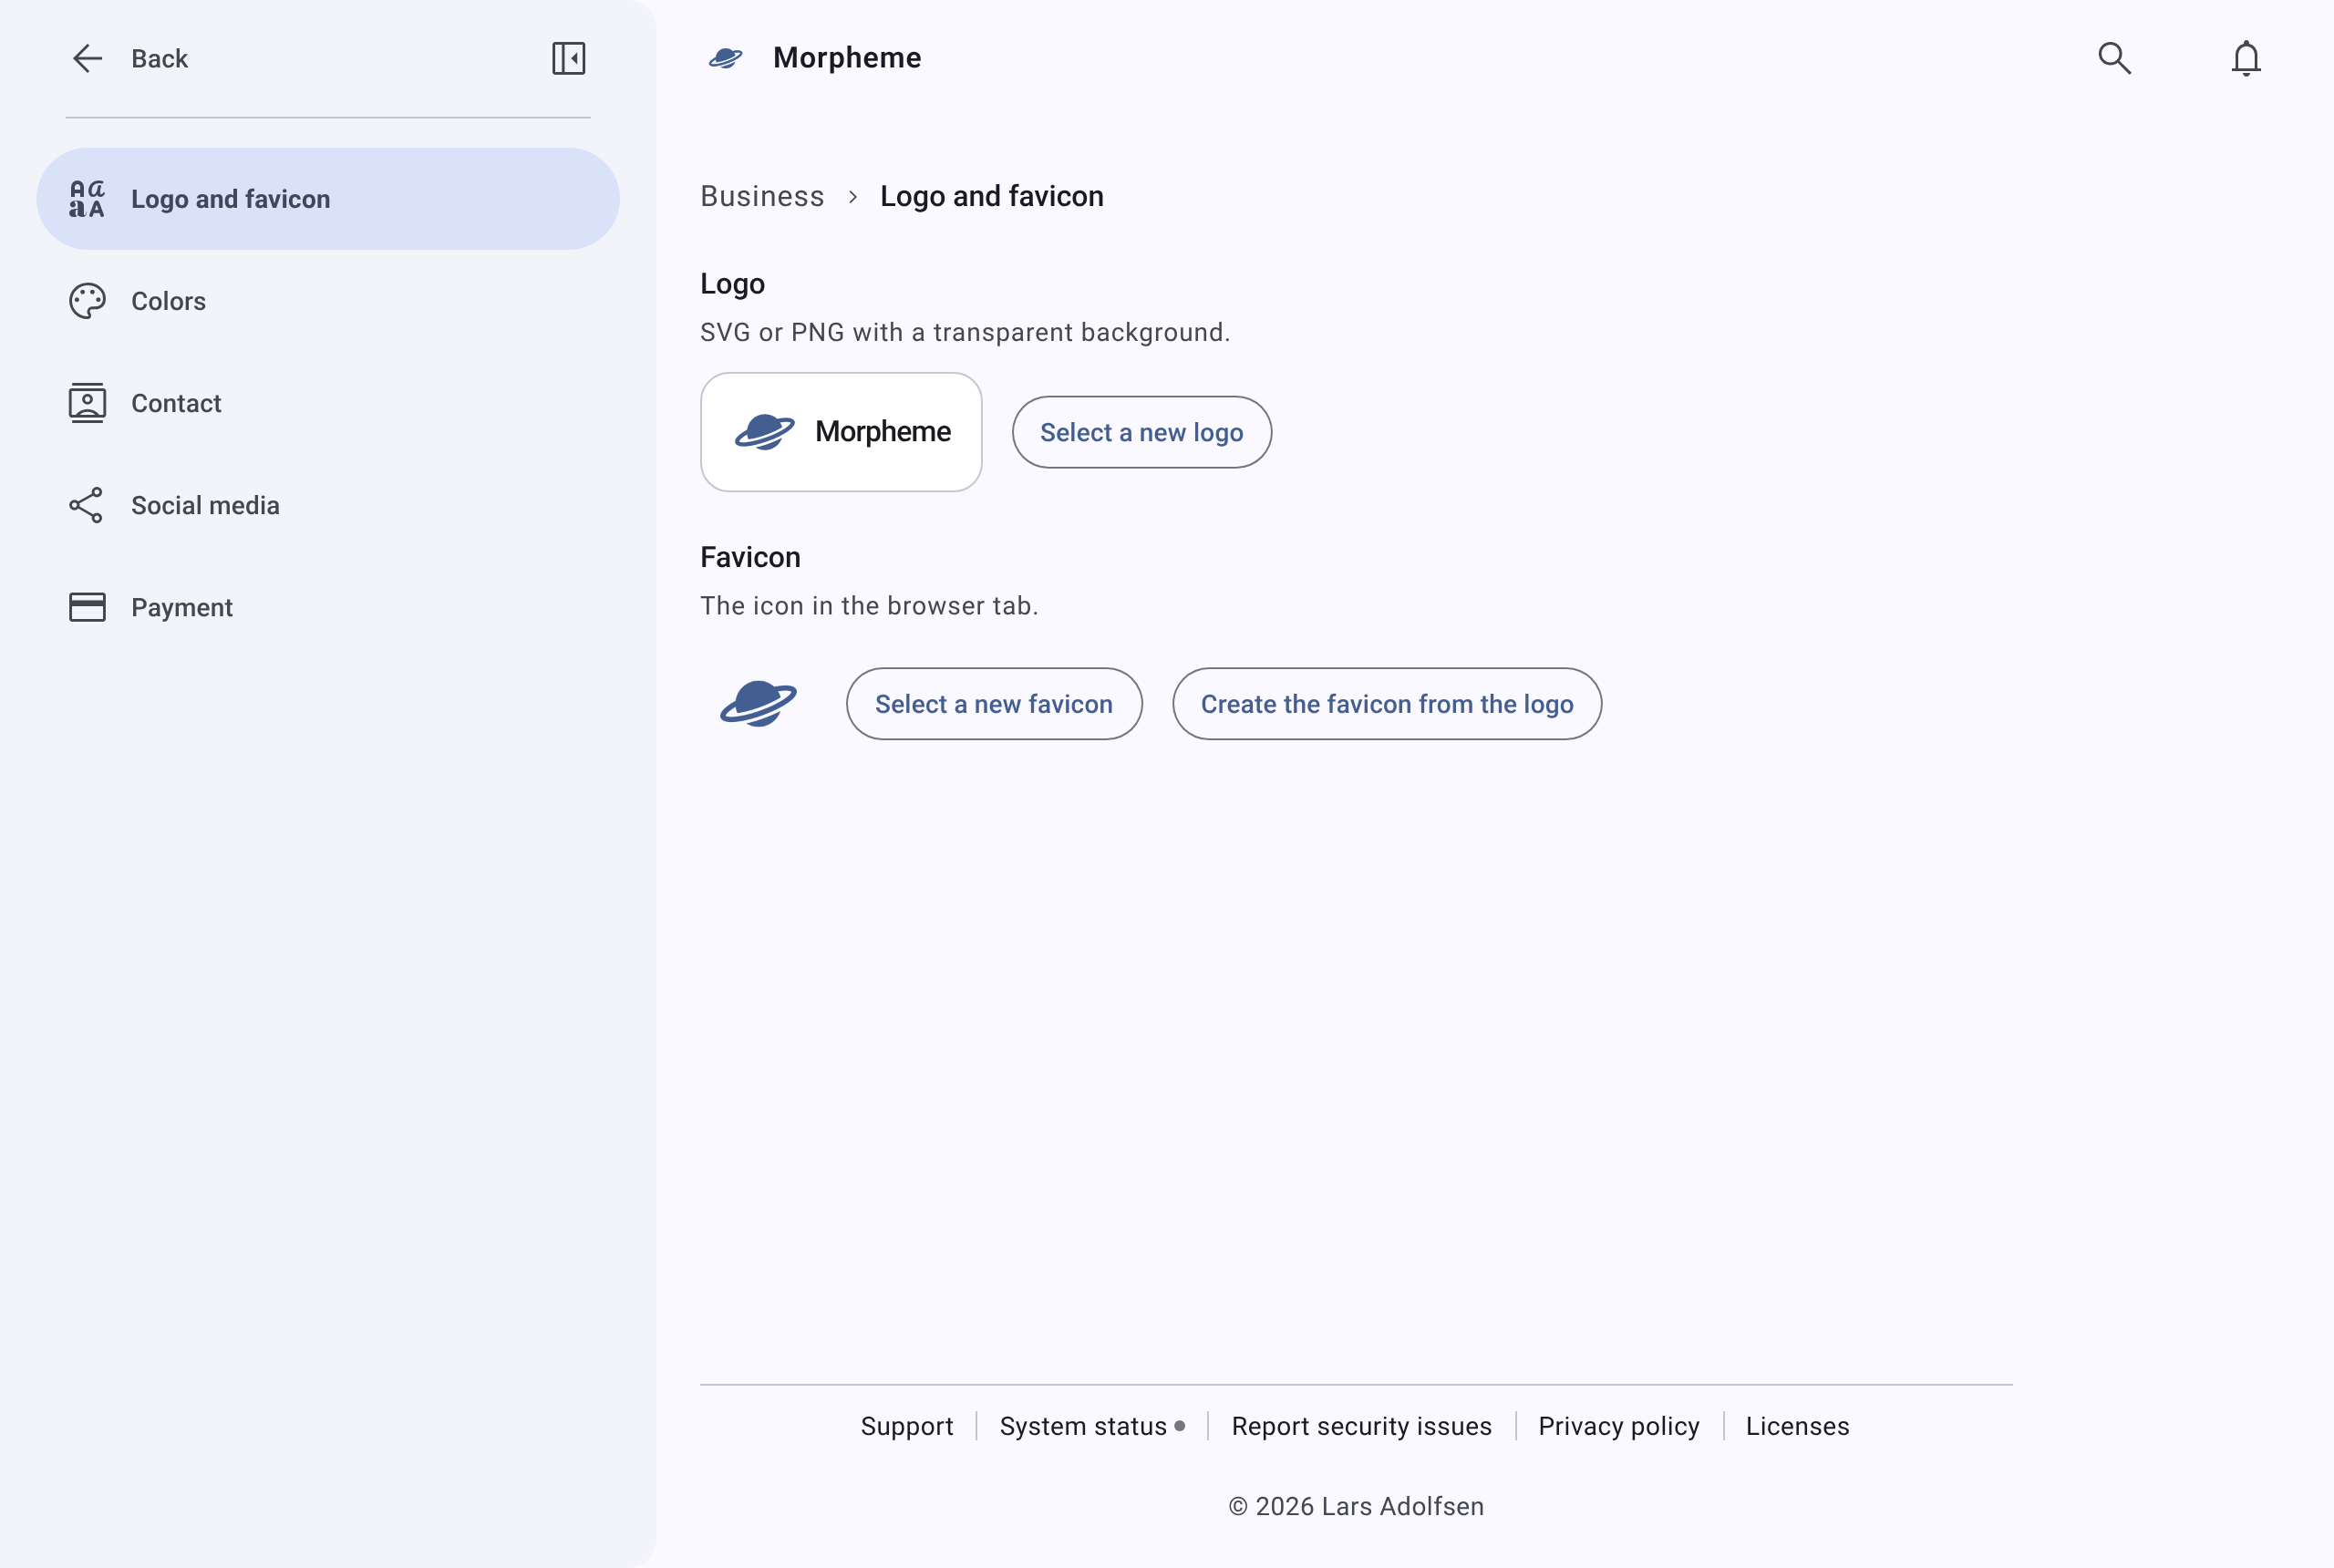 Back
Logo and favicon
Colors
Contact
Social media
Payment
Morpheme
Business › Logo and favicon
Logo
SVG or PNG with a transparent background.
Morpheme
Select a new logo
Favicon
The icon in the browser tab.
Select a new favicon
Create the favicon from the logo
Support
System status
Report security issues
Privacy policy
Licenses
© 2026 Lars Adolfsen